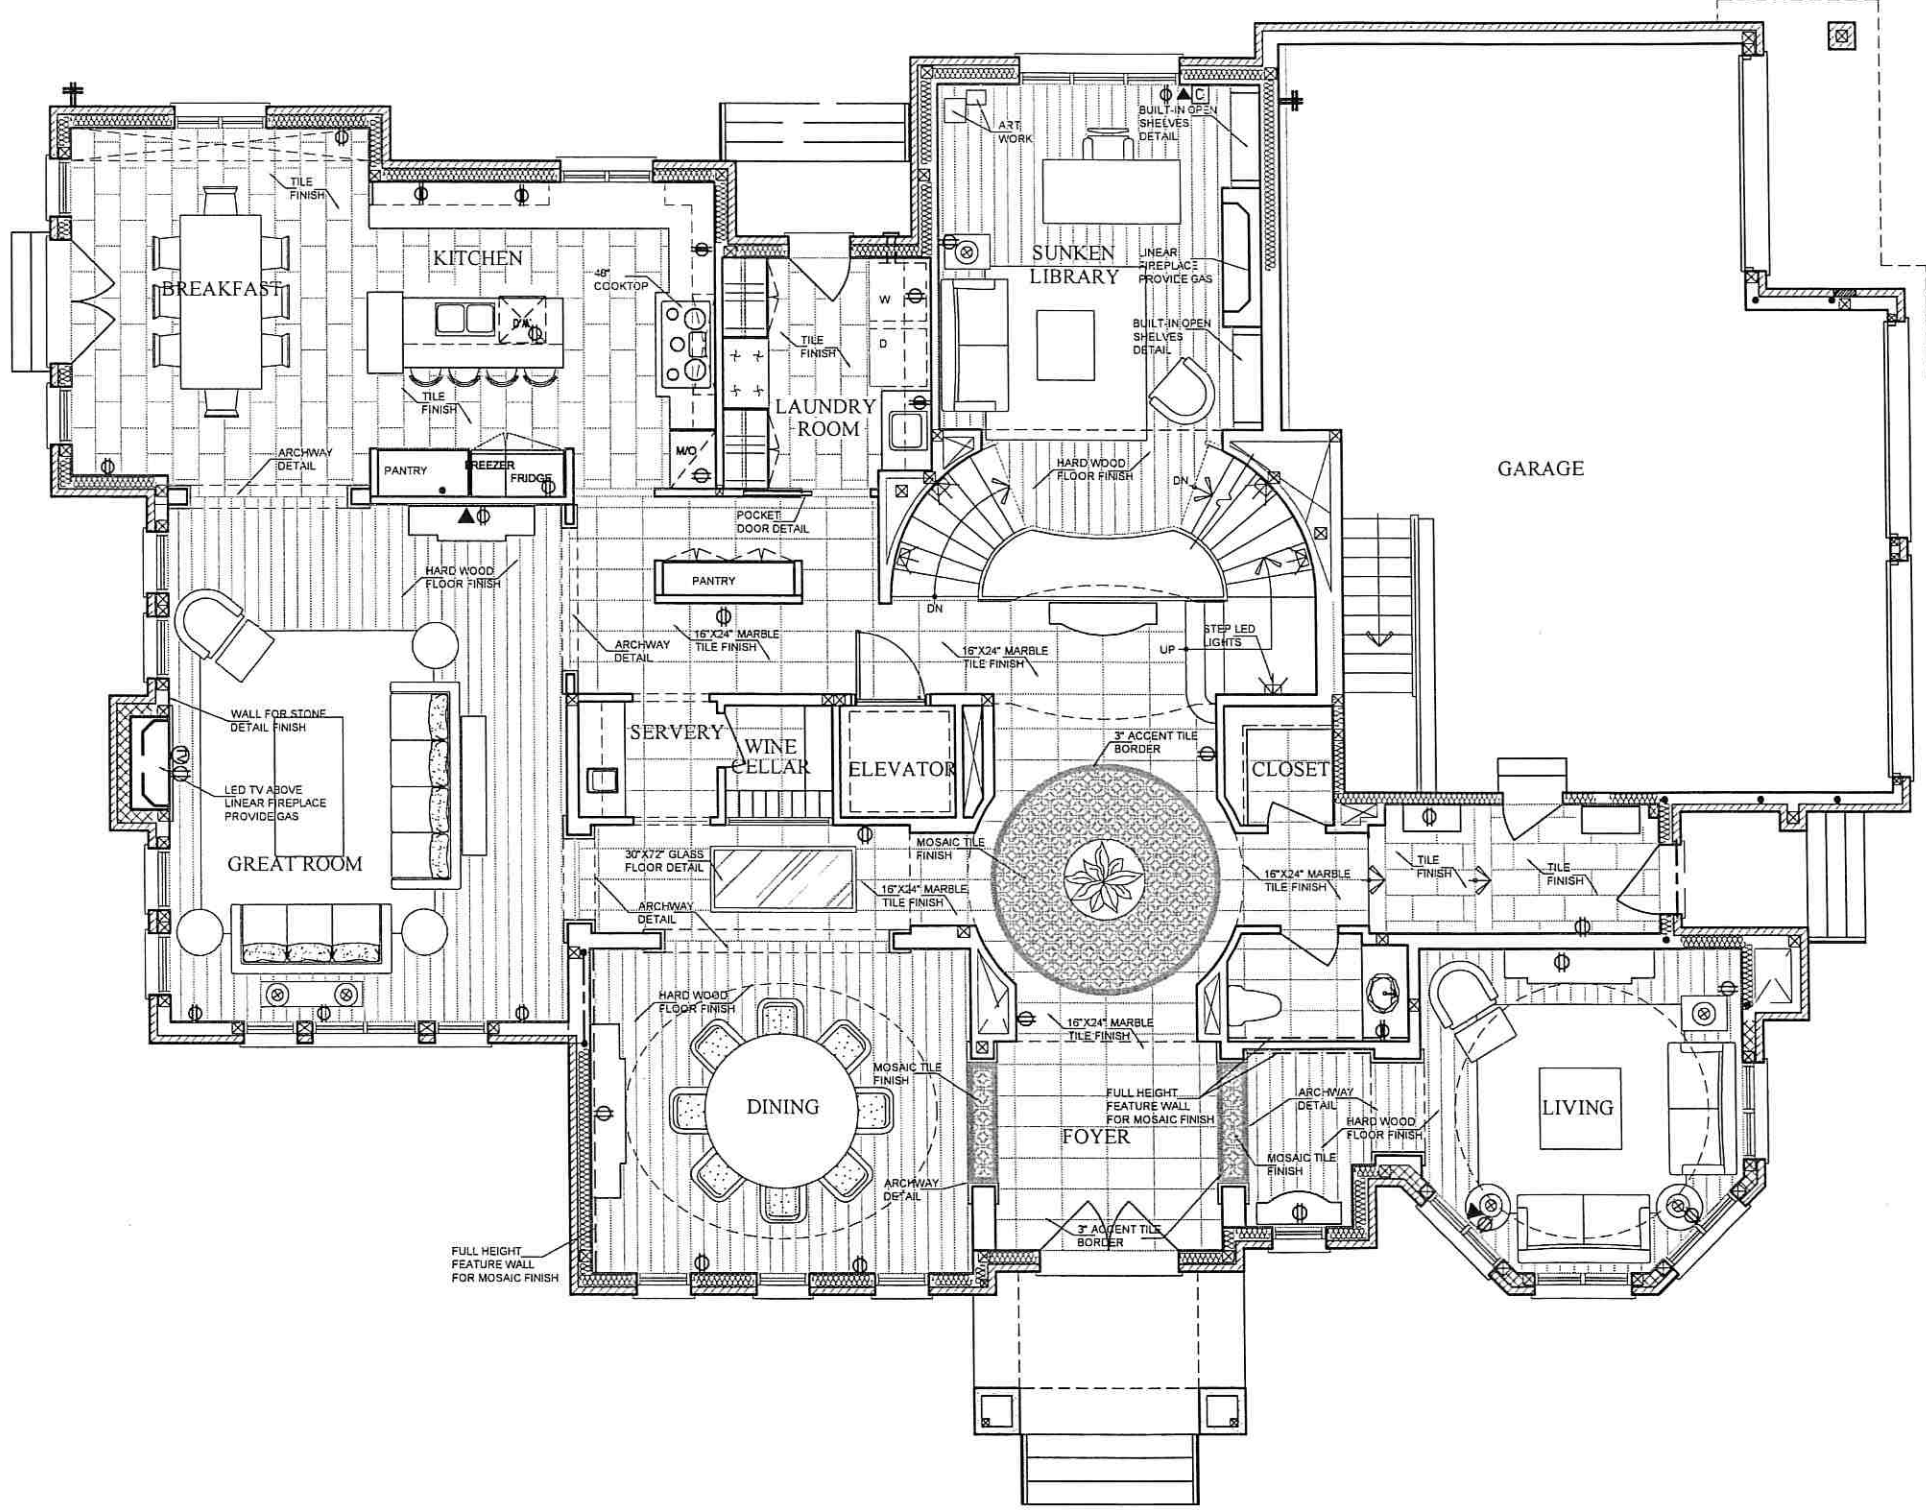 ART
WORK
BUILT-IN OPEN
SHELVES
DETAIL
C
TILE
FINISH
KITCHEN
48"
COOKTOP
BREAKFAST
D.W.
SUNKEN
LIBRARY
LINEAR
FIREPLACE
PROVIDE GAS
W
D
TILE
FINISH
BUILT-IN OPEN
SHELVES
DETAIL
TILE
FINISH
LAUNDRY
ROOM
ARCHWAY
DETAIL
PANTRY
FREEZER
FRIDGE
M/O
HARD WOOD
FLOOR FINISH
DN
GARAGE
POCKET
DOOR DETAIL
HARD WOOD
FLOOR FINISH
PANTRY
DN
ARCHWAY
DETAIL
16"X24" MARBLE
TILE FINISH
16"X24" MARBLE
TILE FINISH
STEP LED
LIGHTS
UP
WALL FOR STONE
DETAIL FINISH
SERVERY
WINE
CELLAR
ELEVATOR
3" ACCENT TILE
BORDER
CLOSET
TV
LED TV ABOVE
LINEAR FIREPLACE
PROVIDE GAS
GREAT ROOM
30"X72" GLASS
FLOOR DETAIL
MOSAIC TILE
FINISH
16"X24" MARBLE
TILE FINISH
16"X24" MARBLE
TILE FINISH
TILE
FINISH
TILE
FINISH
ARCHWAY
DETAIL
HARD WOOD
FLOOR FINISH
16"X24" MARBLE
TILE FINISH
MOSAIC TILE
FINISH
DINING
FULL HEIGHT
FEATURE WALL
FOR MOSAIC FINISH
ARCHWAY
DETAIL
FOYER
HARD WOOD
FLOOR FINISH
LIVING
MOSAIC TILE
FINISH
ARCHWAY
DETAIL
3" ACCENT TILE
BORDER
FULL HEIGHT
FEATURE WALL
FOR MOSAIC FINISH